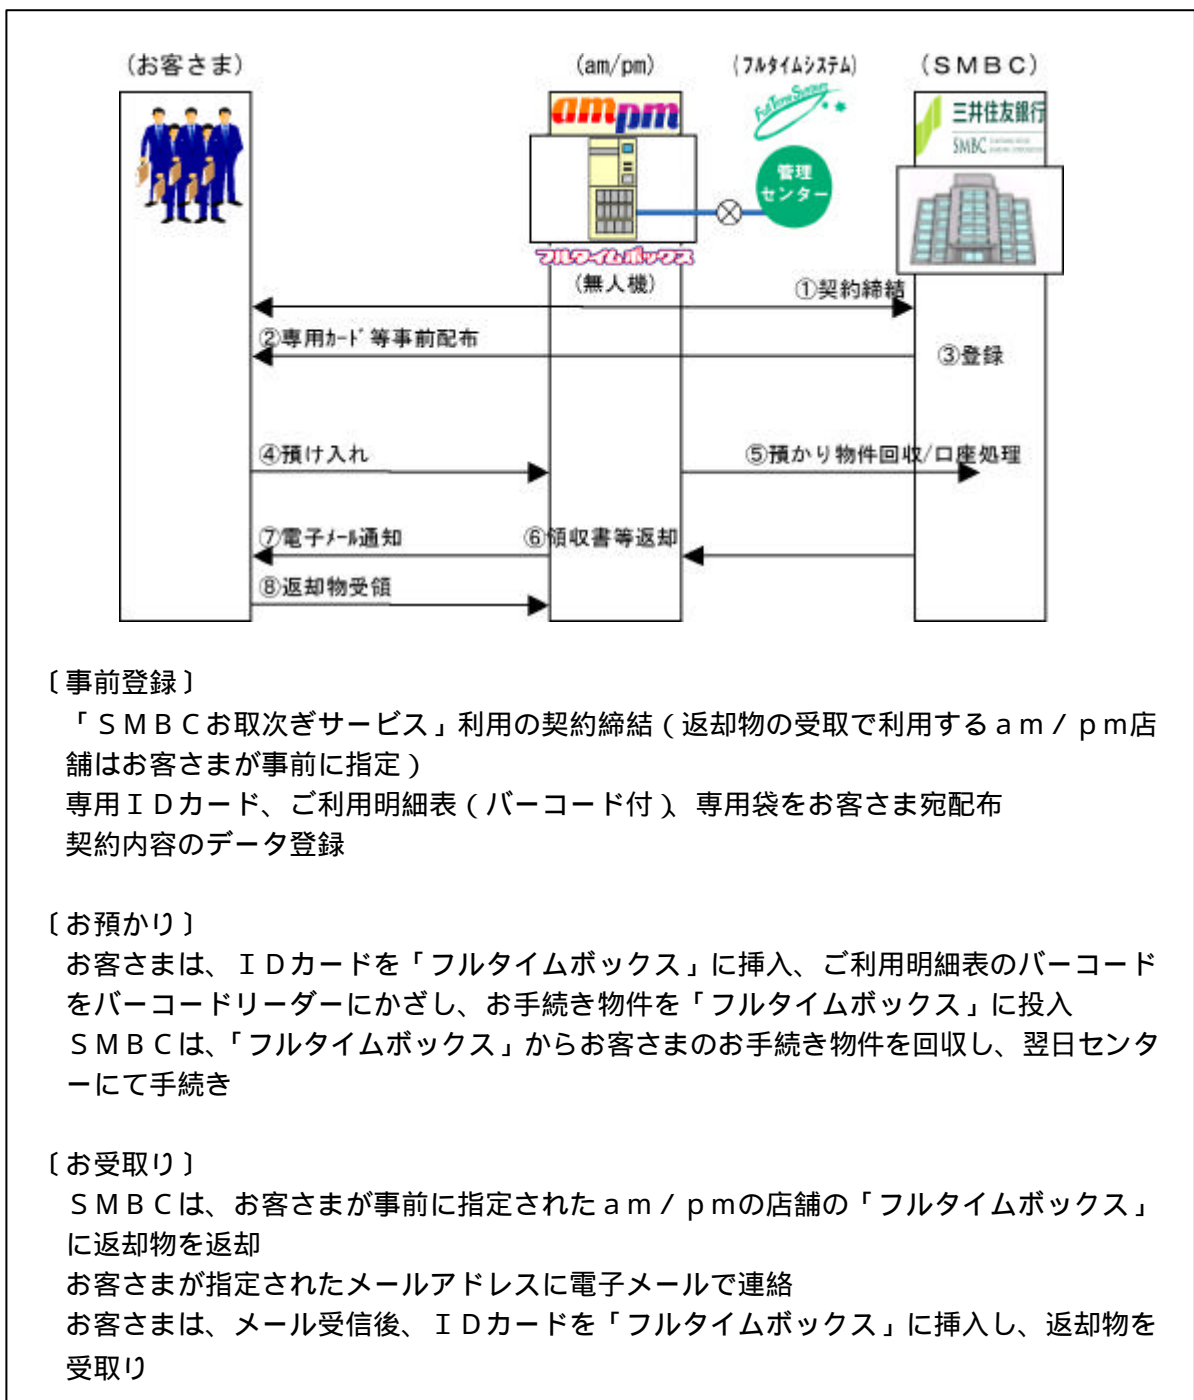 (お客さま)
(am/pm)
(ﾌﾙﾀｲﾑｼｽﾃﾑ)
(ＳＭＢＣ)
ampm
FullTimeSystem
三井住友銀行
SMBC
管理
センター
フルタイムボックス
(無人機)
①契約締結
②専用ｶｰﾄﾞ等事前配布
③登録
④預け入れ
⑤預かり物件回収/口座処理
⑦電子ﾒｰﾙ通知
⑥領収書等返却
⑧返却物受領
〔事前登録〕
「ＳＭＢＣお取次ぎサービス」利用の契約締結（返却物の受取で利用するａｍ／ｐｍ店
舗はお客さまが事前に指定）
専用ＩＤカード、ご利用明細表（バーコード付）、専用袋をお客さま宛配布
契約内容のデータ登録
〔お預かり〕
お客さまは、ＩＤカードを「フルタイムボックス」に挿入、ご利用明細表のバーコード
をバーコードリーダーにかざし、お手続き物件を「フルタイムボックス」に投入
ＳＭＢＣは、「フルタイムボックス」からお客さまのお手続き物件を回収し、翌日センタ
ーにて手続き
〔お受取り〕
ＳＭＢＣは、お客さまが事前に指定されたａｍ／ｐｍの店舗の「フルタイムボックス」
に返却物を返却
お客さまが指定されたメールアドレスに電子メールで連絡
お客さまは、メール受信後、ＩＤカードを「フルタイムボックス」に挿入し、返却物を
受取り